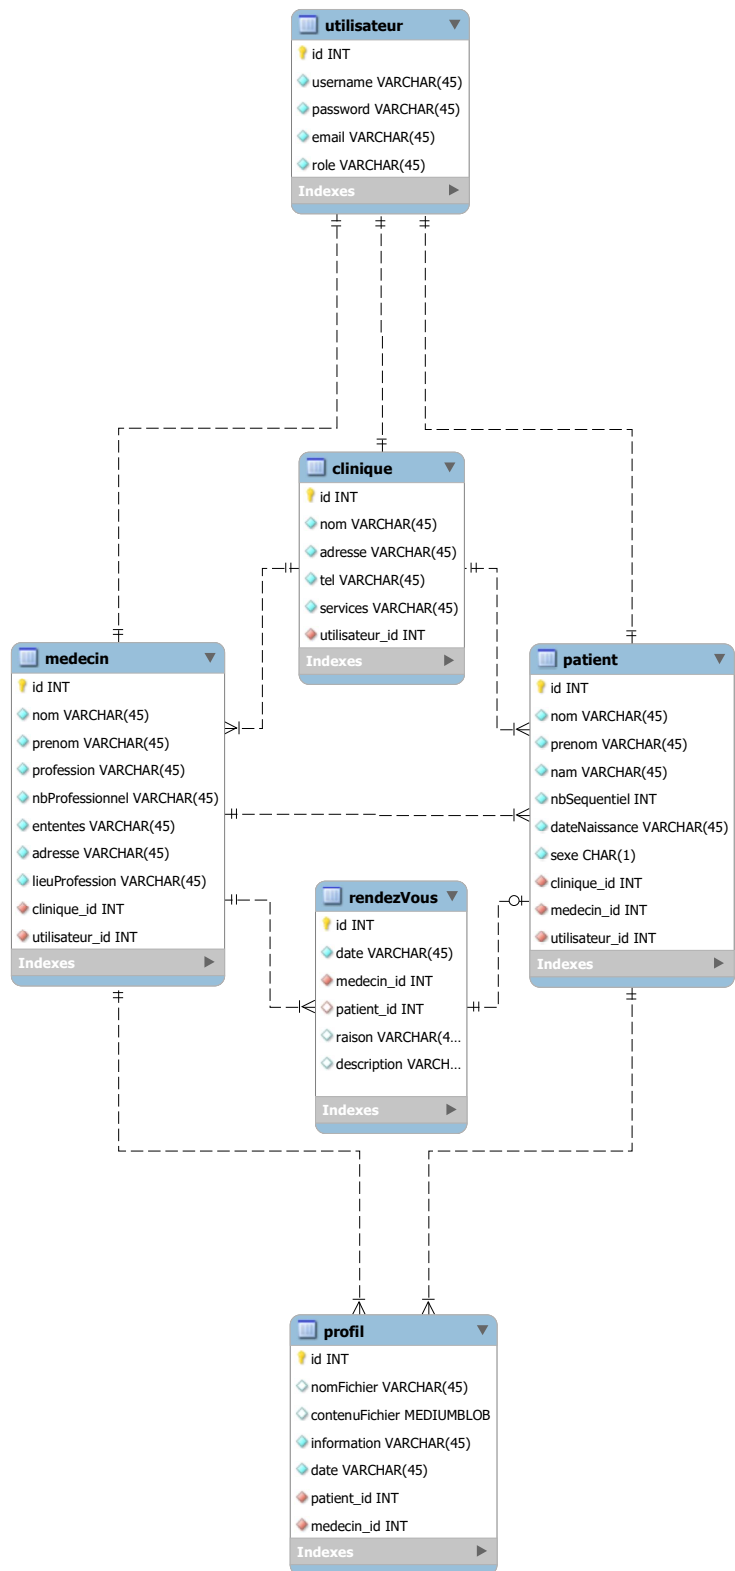 utilisateur
id INT
username VARCHAR(45)
password VARCHAR(45)
email VARCHAR(45)
role VARCHAR(45)
Indexes
clinique
id INT
nom VARCHAR(45)
adresse VARCHAR(45)
tel VARCHAR(45)
services VARCHAR(45)
utilisateur_id INT
Indexes
medecin
id INT
nom VARCHAR(45)
prenom VARCHAR(45)
profession VARCHAR(45)
nbProfessionnel VARCHAR(45)
ententes VARCHAR(45)
adresse VARCHAR(45)
lieuProfession VARCHAR(45)
clinique_id INT
utilisateur_id INT
Indexes
patient
id INT
nom VARCHAR(45)
prenom VARCHAR(45)
nam VARCHAR(45)
nbSequentiel INT
dateNaissance VARCHAR(45)
sexe CHAR(1)
clinique_id INT
medecin_id INT
utilisateur_id INT
Indexes
rendezVous
id INT
date VARCHAR(45)
medecin_id INT
patient_id INT
raison VARCHAR(4...
description VARCH...
Indexes
profil
id INT
nomFichier VARCHAR(45)
contenuFichier MEDIUMBLOB
information VARCHAR(45)
date VARCHAR(45)
patient_id INT
medecin_id INT
Indexes